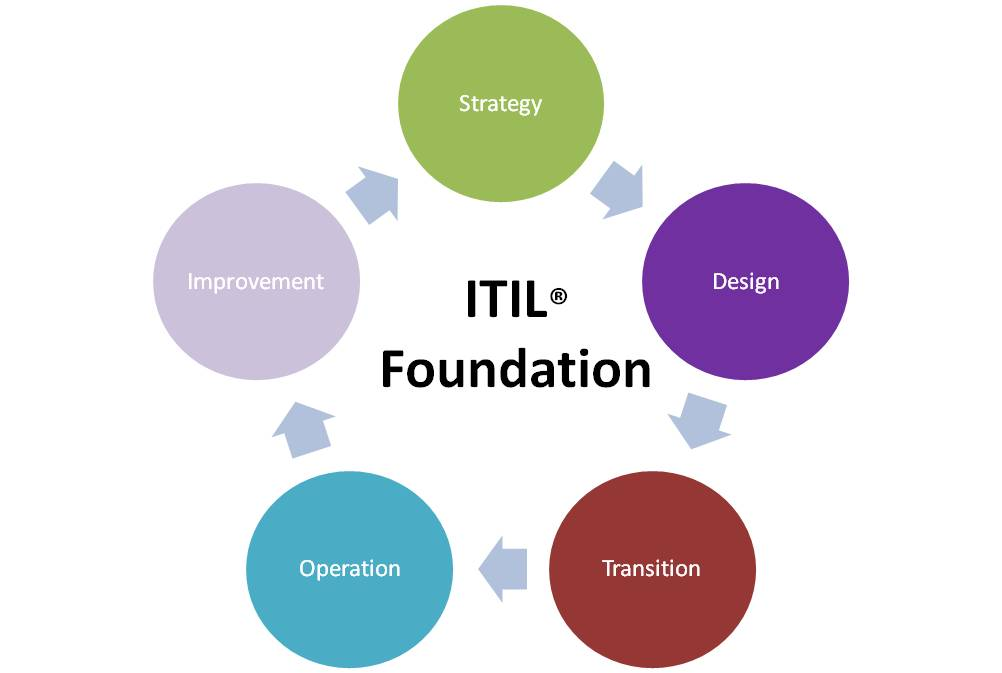 Strategy
Design
Transition
Operation
Improvement
ITIL®
Foundation